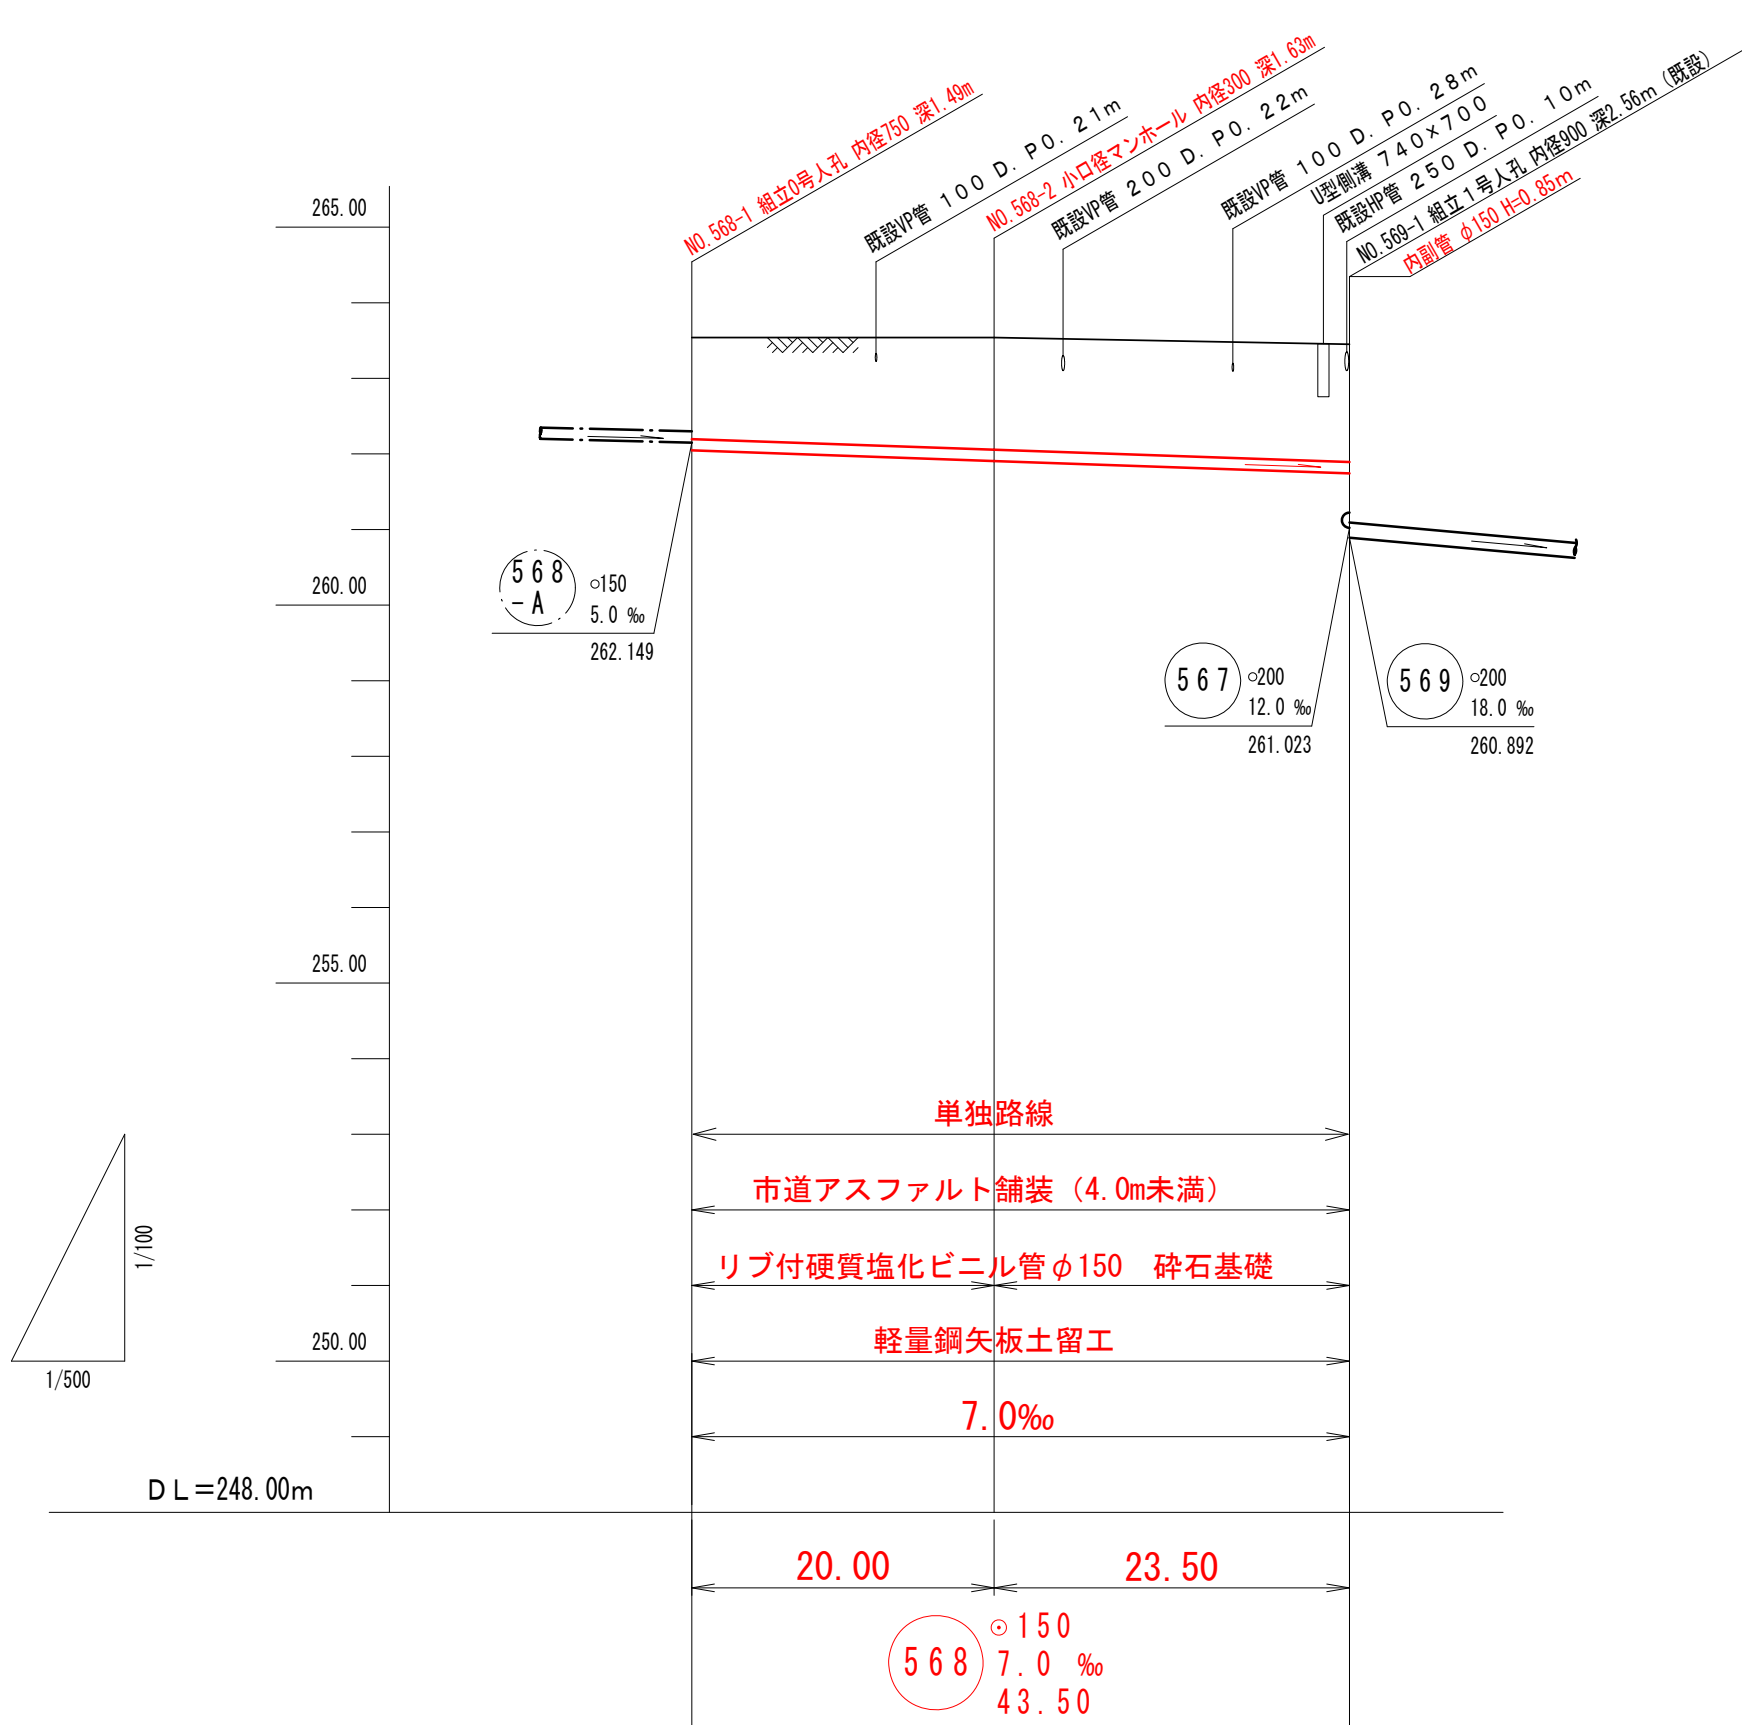 NO.568-1 組立0号人孔 内径750 深1.49m
既設VP管 １００ Ｄ．Ｐ０．２１ｍ
NO.568-2 小口径マンホール 内径300 深1.63m
既設VP管 ２００ Ｄ．Ｐ０．２２ｍ
既設VP管 １００ Ｄ．Ｐ０．２８ｍ
U型側溝 ７４０×７００
既設HP管 ２５０ Ｄ．Ｐ０．１０ｍ
NO.569-1 組立１号人孔 内径900 深2.56m (既設)
内副管 φ150 H=0.85m
265.00
260.00
255.00
250.00
568
-A
○150
5.0 ‰
262.149
567
○200
12.0 ‰
261.023
569
○200
18.0 ‰
260.892
単独路線
市道アスファルト舗装（4.0m未満）
リブ付硬質塩化ビニル管φ150　砕石基礎
軽量鋼矢板土留工
7.0‰
1/100
1/500
ＤＬ＝248.00m
20.00
23.50
568
⊙150
7.0 ‰
43.50